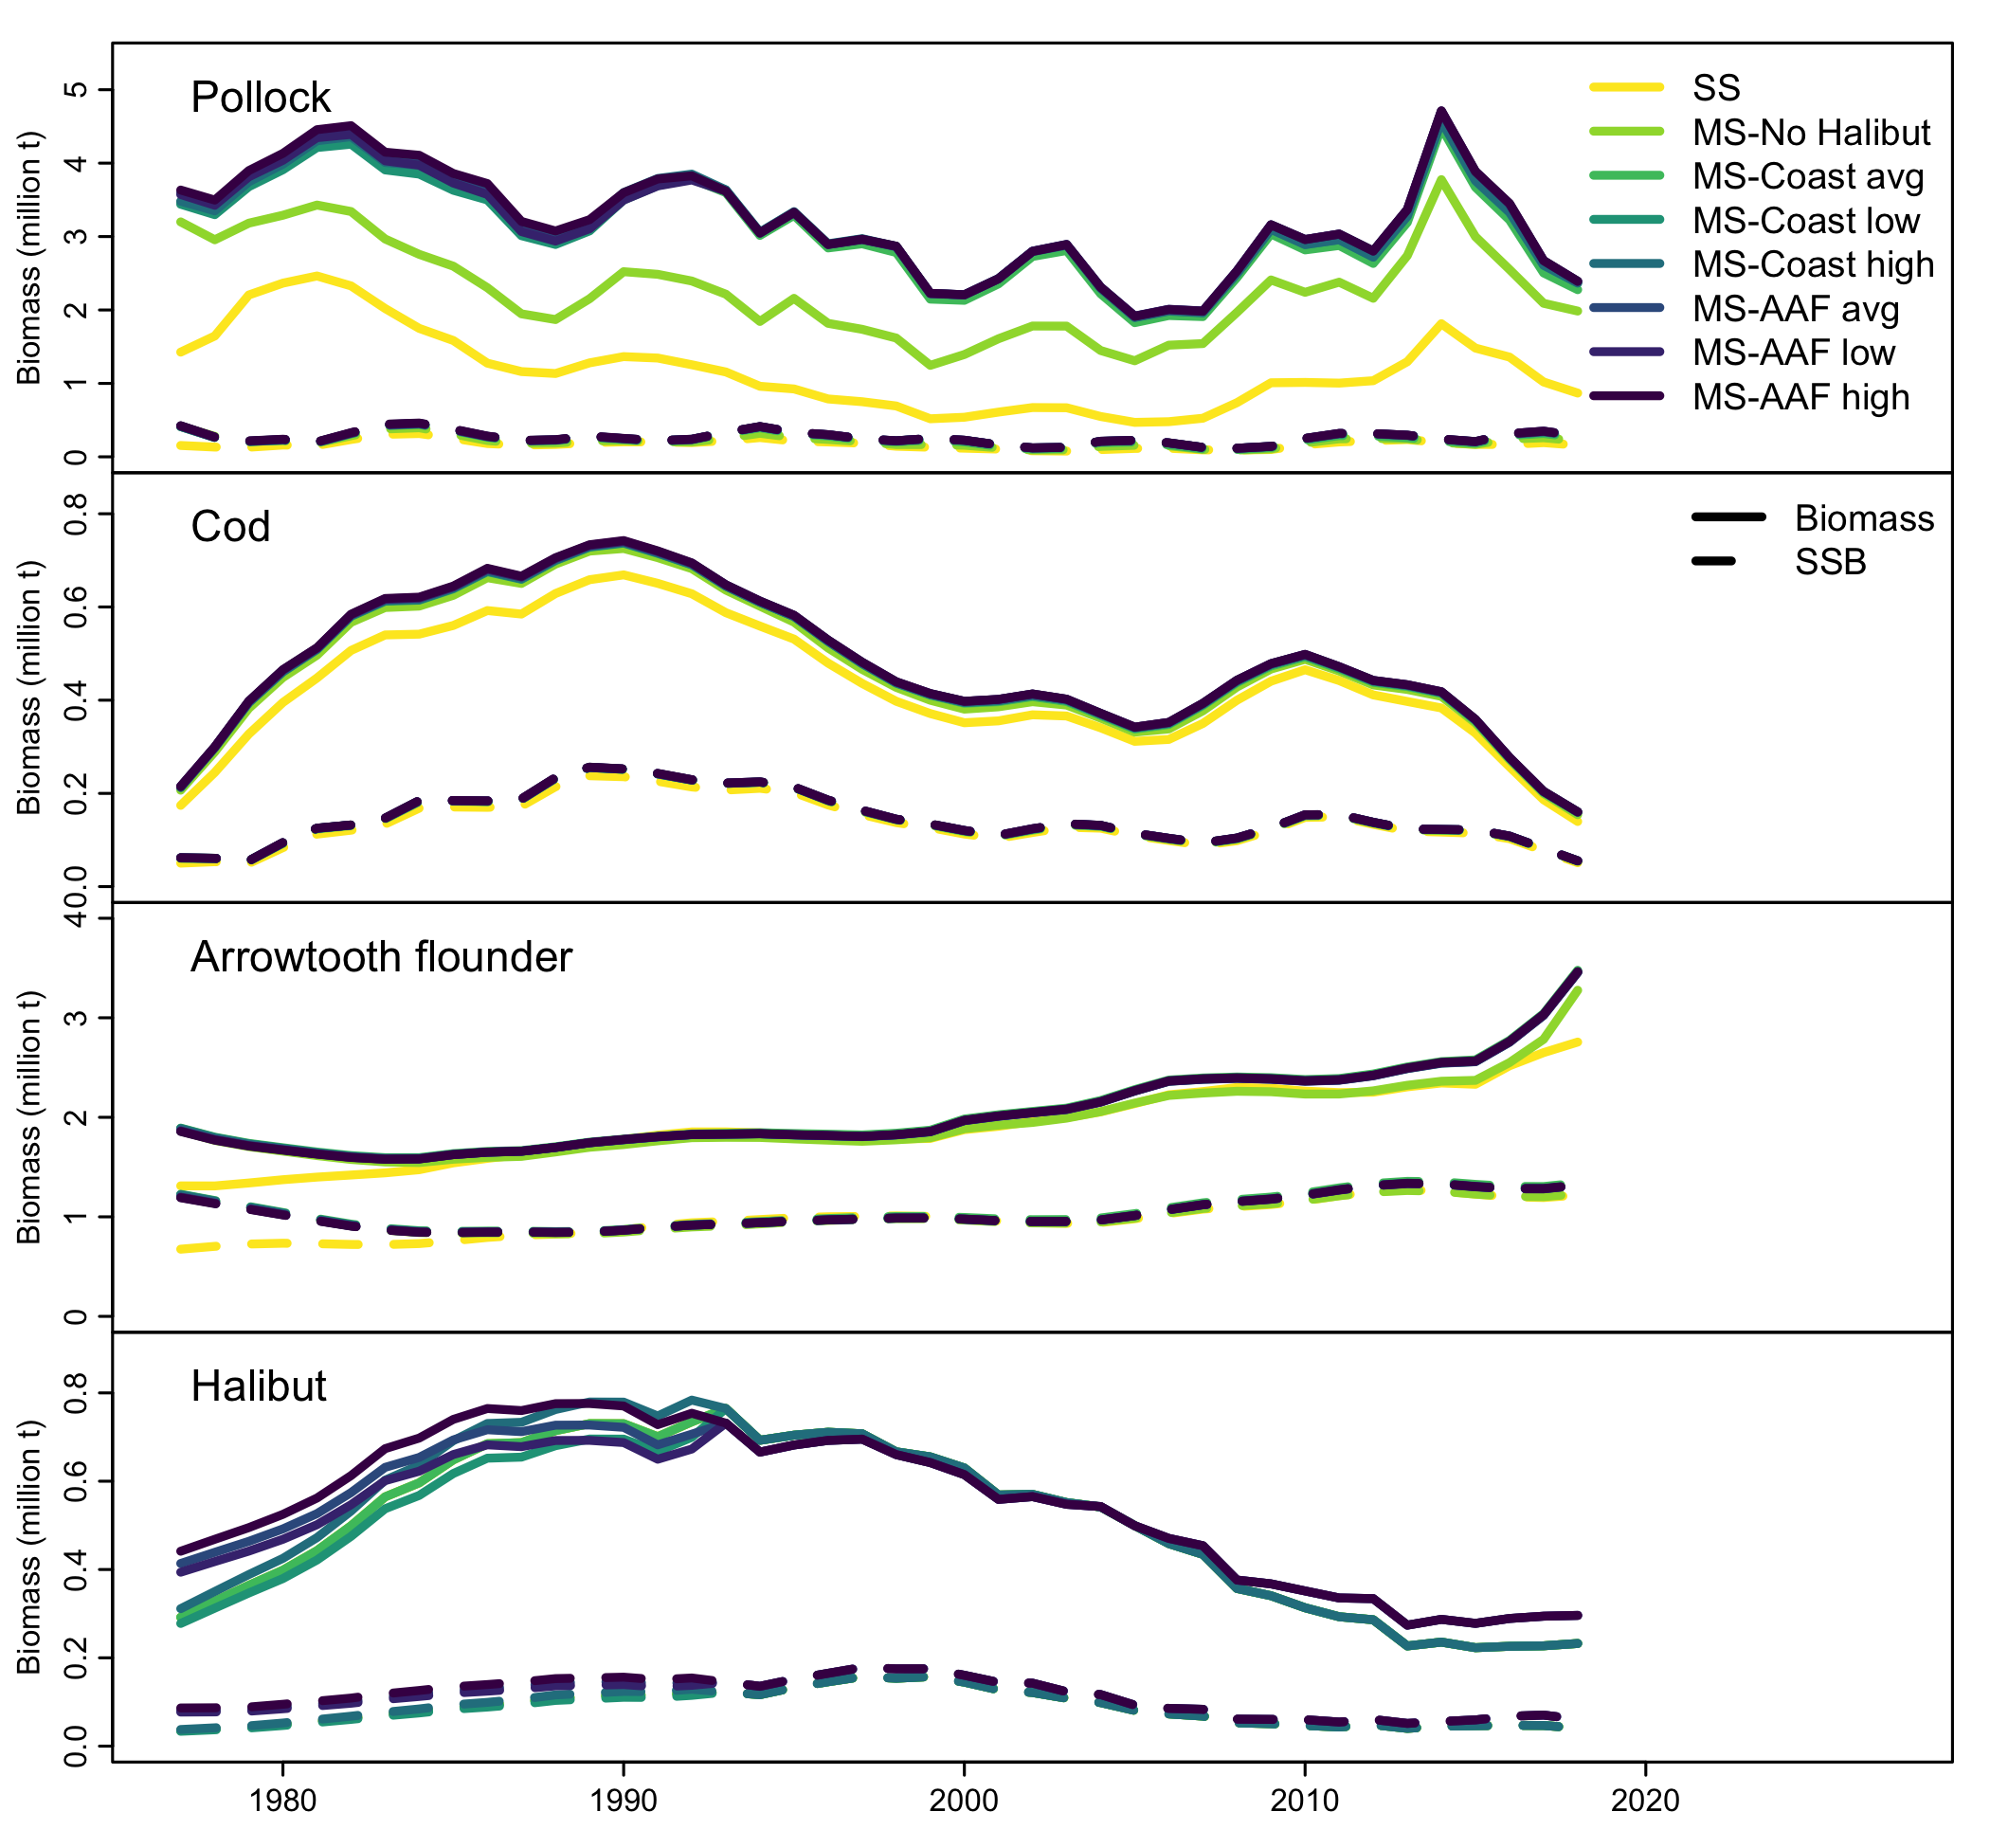 Pollock
Biomass (million t)
5
4
3
2
1
0
SS
MS-No Halibut
MS-Coast avg
MS-Coast low
MS-Coast high
MS-AAF avg
MS-AAF low
MS-AAF high
Cod
Biomass (million t)
0.8
0.6
0.4
0.2
0.0
Biomass
SSB
Arrowtooth flounder
Biomass (million t)
4
3
2
1
0
Halibut
Biomass (million t)
0.8
0.6
0.4
0.2
0.0
1980 1990 2000 2010 2020